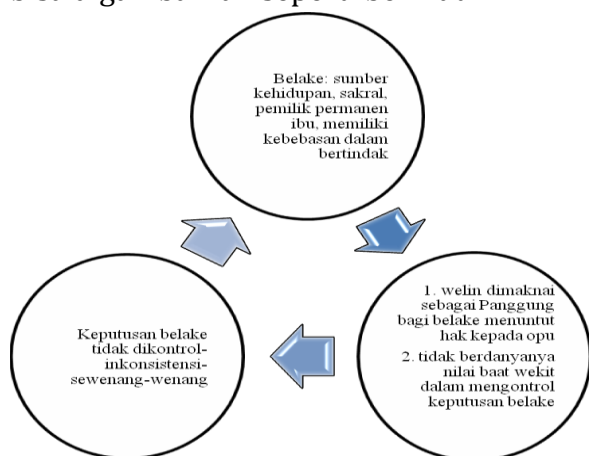 Belake: sumber
kehidupan, sakral,
pemilik permanen
ibu, memiliki
kebebasan dalam
bertindak
1. welin dimaknai
sebagai Panggung
bagi belake menuntut
hak kepada opu
2. tidak berdanyanya
nilai baat wekit
dalam mengontrol
keputusan belake
Keputusan belake
tidak dikontrol-
inkonsistensi-
sewenang-wenang